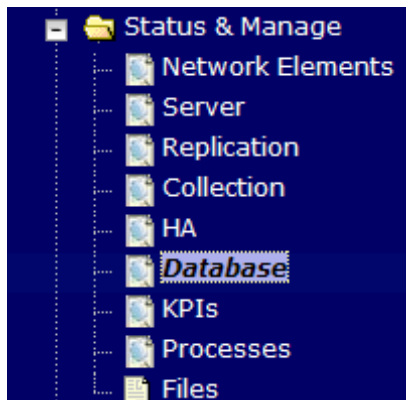 Status & Manage
Network Elements
Server
Replication
Collection
HA
Database
KPIs
Processes
Files